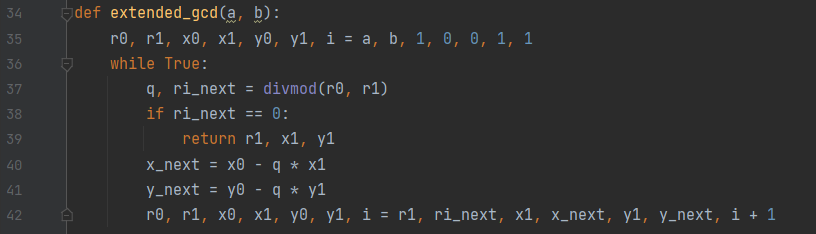 34 def extended_gcd(a, b):
35     r0, r1, x0, x1, y0, y1, i = a, b, 1, 0, 0, 1, 1
36     while True:
37         q, ri_next = divmod(r0, r1)
38         if ri_next == 0:
39             return r1, x1, y1
40         x_next = x0 - q * x1
41         y_next = y0 - q * y1
42         r0, r1, x0, x1, y0, y1, i = r1, ri_next, x1, x_next, y1, y_next, i + 1